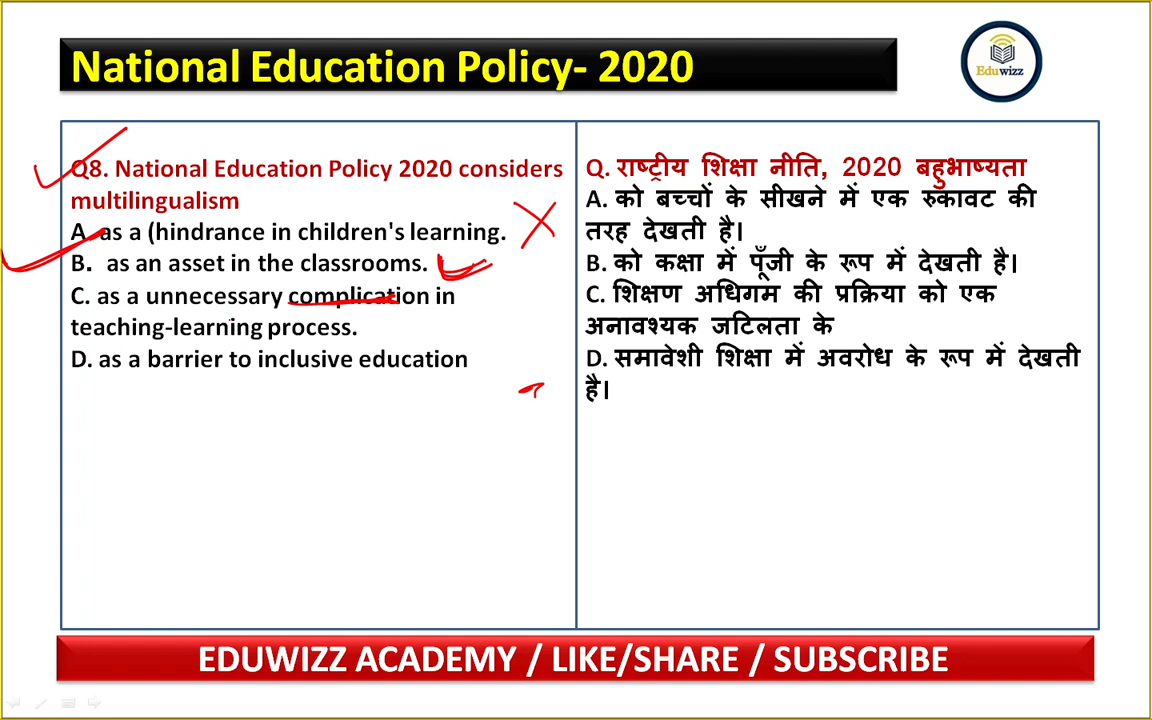 National Education Policy- 2020
Eduwizz
Q8. National Education Policy 2020 considers
multilingualism
A. as a (hindrance in children's learning.
B. as an asset in the classrooms.
C. as a unnecessary complication in
teaching-learning process.
D. as a barrier to inclusive education
Q. राष्ट्रीय शिक्षा नीति, 2020 बहुभाष्यता
A. को बच्चों के सीखने में एक रुकावट की
तरह देखती है।
B. को कक्षा में पूँजी के रूप में देखती है।
C. शिक्षण अधिगम की प्रक्रिया को एक
अनावश्यक जटिलता के
D. समावेशी शिक्षा में अवरोध के रूप में देखती
है।
EDUWIZZ ACADEMY / LIKE/SHARE / SUBSCRIBE